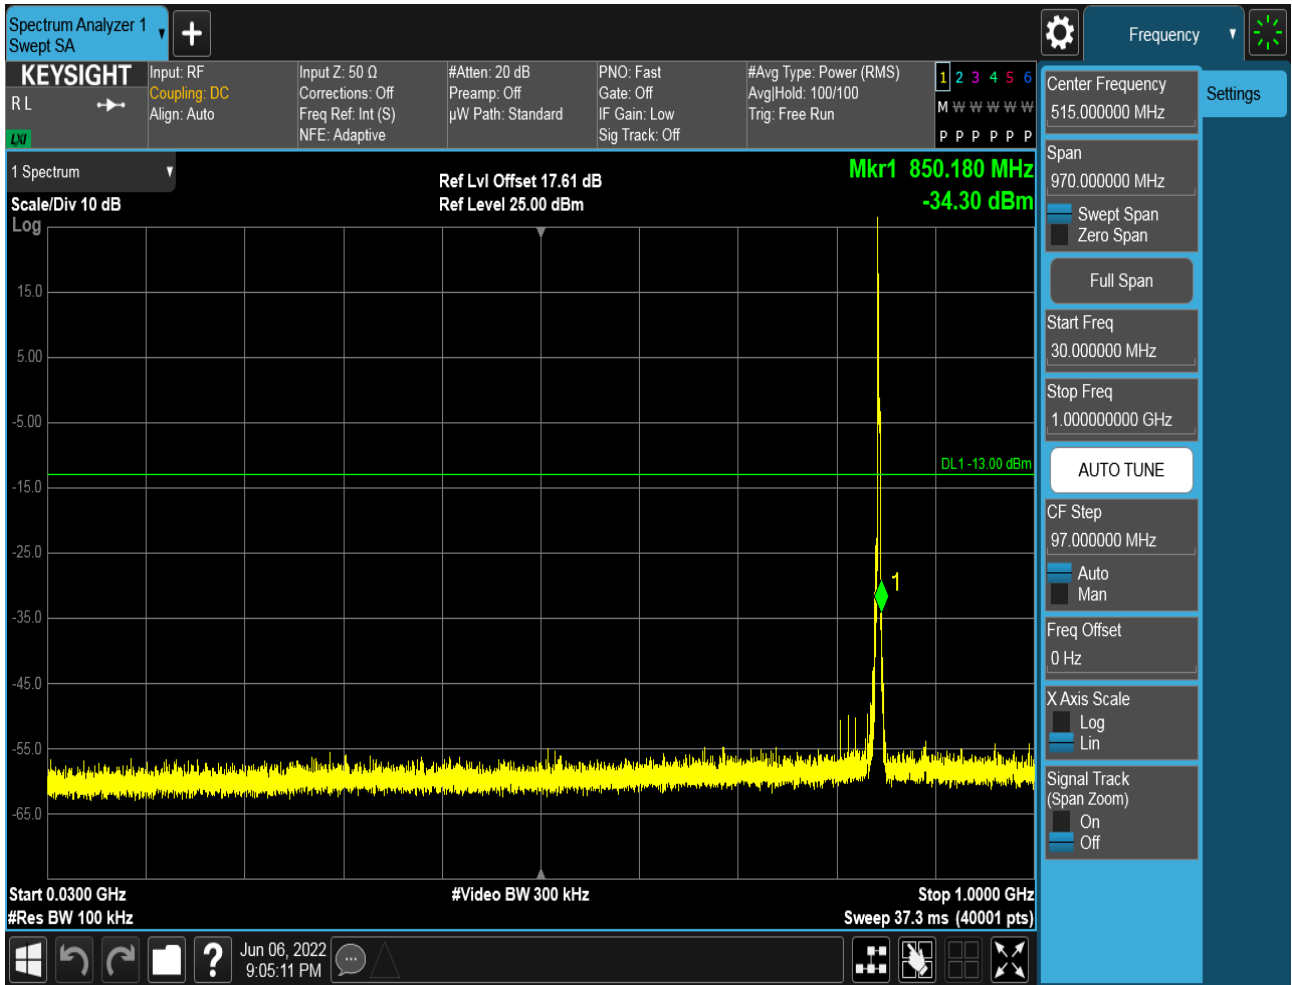 Spectrum Analyzer 1
Swept SA
Frequency
KEYSIGHT
R L
LXI
Input: RF
Coupling: DC
Align: Auto
Input Z: 50 Ω
Corrections: Off
Freq Ref: Int (S)
NFE: Adaptive
#Atten: 20 dB
Preamp: Off
µW Path: Standard
PNO: Fast
Gate: Off
IF Gain: Low
Sig Track: Off
#Avg Type: Power (RMS)
Avg|Hold: 100/100
Trig: Free Run
1 2 3 4 5 6
M W W W W W
P P P P P P
1 Spectrum
Scale/Div 10 dB
Log
Ref Lvl Offset 17.61 dB
Ref Level 25.00 dBm
Mkr1 850.180 MHz
-34.30 dBm
15.0
5.00
-5.00
DL1 -13.00 dBm
-15.0
-25.0
1
-35.0
-45.0
-55.0
-65.0
Start 0.0300 GHz
#Video BW 300 kHz
Stop 1.0000 GHz
#Res BW 100 kHz
Sweep 37.3 ms (40001 pts)
Jun 06, 2022
9:05:11 PM
Center Frequency
515.000000 MHz
Settings
Span
970.000000 MHz
Swept Span
Zero Span
Full Span
Start Freq
30.000000 MHz
Stop Freq
1.000000000 GHz
AUTO TUNE
CF Step
97.000000 MHz
Auto
Man
Freq Offset
0 Hz
X Axis Scale
Log
Lin
Signal Track
(Span Zoom)
On
Off